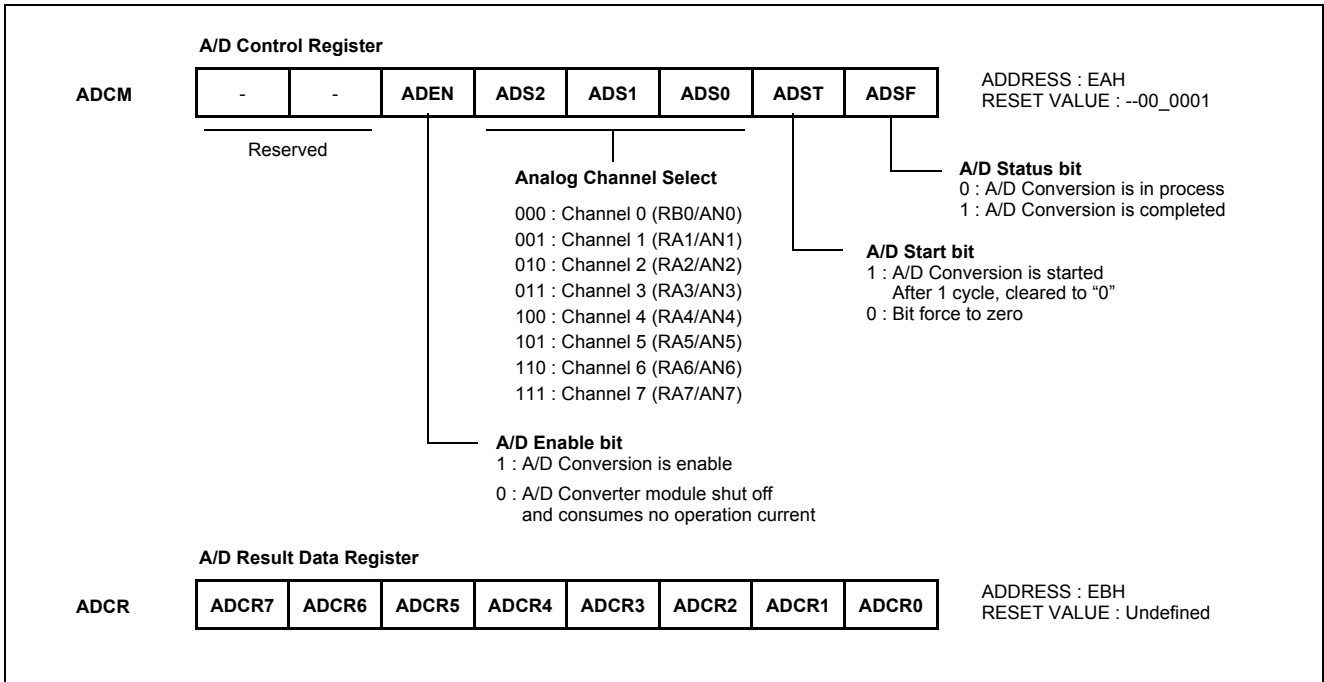 A/D Control Register
ADCM
- - ADEN ADS2 ADS1 ADS0 ADST ADSF
ADDRESS : EAH
RESET VALUE : --00_0001
Reserved
Analog Channel Select
000 : Channel 0 (RB0/AN0)
001 : Channel 1 (RA1/AN1)
010 : Channel 2 (RA2/AN2)
011 : Channel 3 (RA3/AN3)
100 : Channel 4 (RA4/AN4)
101 : Channel 5 (RA5/AN5)
110 : Channel 6 (RA6/AN6)
111 : Channel 7 (RA7/AN7)
A/D Status bit
0 : A/D Conversion is in process
1 : A/D Conversion is completed
A/D Start bit
1 : A/D Conversion is started
After 1 cycle, cleared to “0”
0 : Bit force to zero
A/D Enable bit
1 : A/D Conversion is enable
0 : A/D Converter module shut off
and consumes no operation current
A/D Result Data Register
ADCR
ADCR7 ADCR6 ADCR5 ADCR4 ADCR3 ADCR2 ADCR1 ADCR0
ADDRESS : EBH
RESET VALUE : Undefined